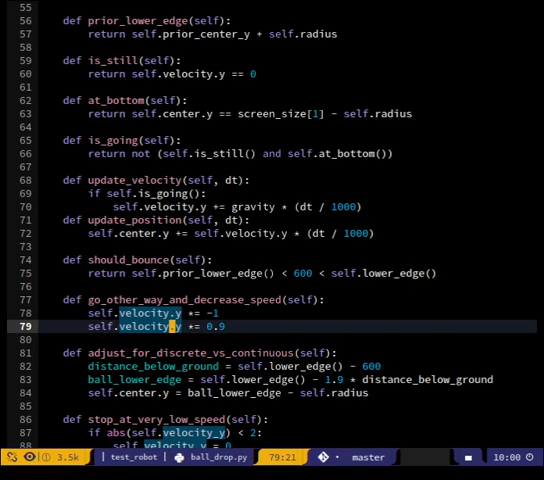 55
56 def prior_lower_edge(self):
57 return self.prior_center_y + self.radius
58
59 def is_still(self):
60 return self.velocity.y == 0
61
62 def at_bottom(self):
63 return self.center.y == screen_size[1] - self.radius
64
65 def is_going(self):
66 return not (self.is_still() and self.at_bottom())
67
68 def update_velocity(self, dt):
69 if self.is_going():
70 self.velocity.y += gravity * (dt / 1000)
71 def update_position(self, dt):
72 self.center.y += self.velocity.y * (dt / 1000)
73
74 def should_bounce(self):
75 return self.prior_lower_edge() < 600 < self.lower_edge()
76
77 def go_other_way_and_decrease_speed(self):
78 self.velocity.y *= -1
79 self.velocity.y *= 0.9
80
81 def adjust_for_discrete_vs_continuous(self):
82 distance_below_ground = self.lower_edge() - 600
83 ball_lower_edge = self.lower_edge() - 1.9 * distance_below_ground
84 self.center.y = ball_lower_edge - self.radius
85
86 def stop_at_very_low_speed(self):
87 if abs(self.velocity.y) < 2:
88 self.velocity.y = 0
3.5k | test_robot ball_drop.py 79:21 master 10:00